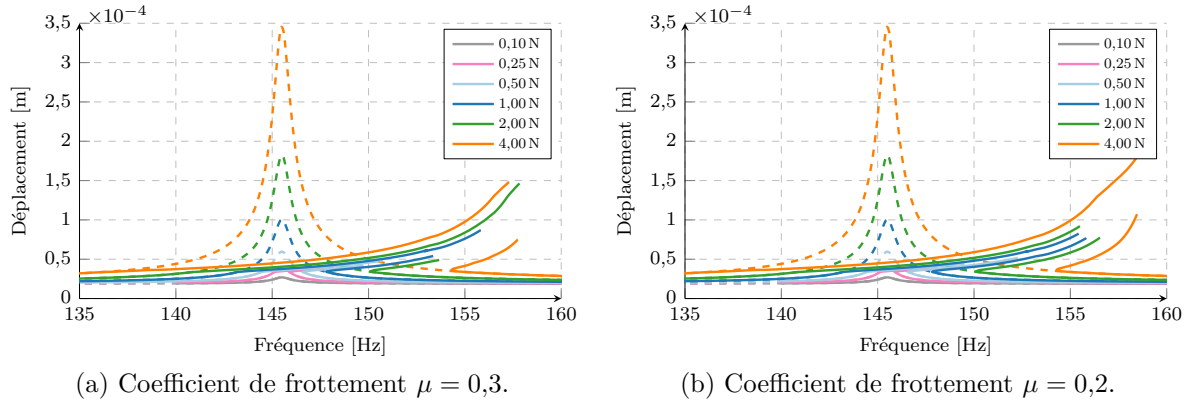 ×10−4
3,5
3
2,5
2
1,5
1
0,5
0
Déplacement [m]
135 140 145 150 155 160
Fréquence [Hz]
0,10 N
0,25 N
0,50 N
1,00 N
2,00 N
4,00 N
(a) Coefficient de frottement μ = 0,3.
×10−4
3,5
3
2,5
2
1,5
1
0,5
0
Déplacement [m]
135 140 145 150 155 160
Fréquence [Hz]
0,10 N
0,25 N
0,50 N
1,00 N
2,00 N
4,00 N
(b) Coefficient de frottement μ = 0,2.